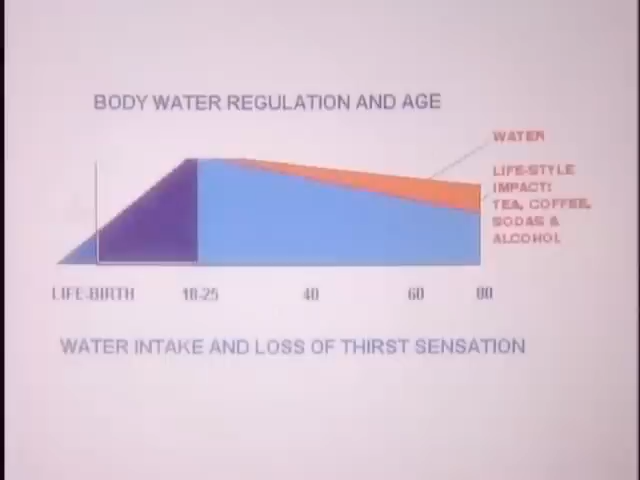 BODY WATER REGULATION AND AGE
WATER
LIFE-STYLE
IMPACT:
TEA, COFFEE,
SODAS &
ALCOHOL
LIFE-BIRTH 18-25 40 60 80
WATER INTAKE AND LOSS OF THIRST SENSATION